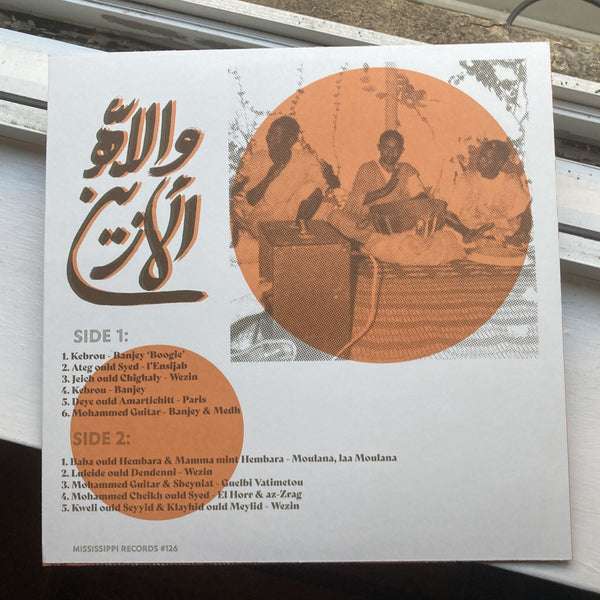 والله
ألازين
SIDE 1:
1. Kebrou - Banjey 'Boogie'
2. Ateg ould Syed - l'Ensijab
3. Jeich ould Chighaly - Wezin
4. Kebrou - Banjey
5. Deye ould Amartichitt - Paris
6. Mohammed Guitar - Banjey & Medh
SIDE 2:
1. Baba ould Hembara & Mamma mint Hembara - Moulana, laa Moulana
2. Luleide ould Dendenni - Wezin
3. Mohammed Guitar & Sbeyniat - Guelbi Vatimetou
4. Mohammed Cheikh ould Syed - El Horr & az-Zrag
5. Kweli ould Seyyid & Klayhid ould Meylid - Wezin
MISSISSIPPI RECORDS #126